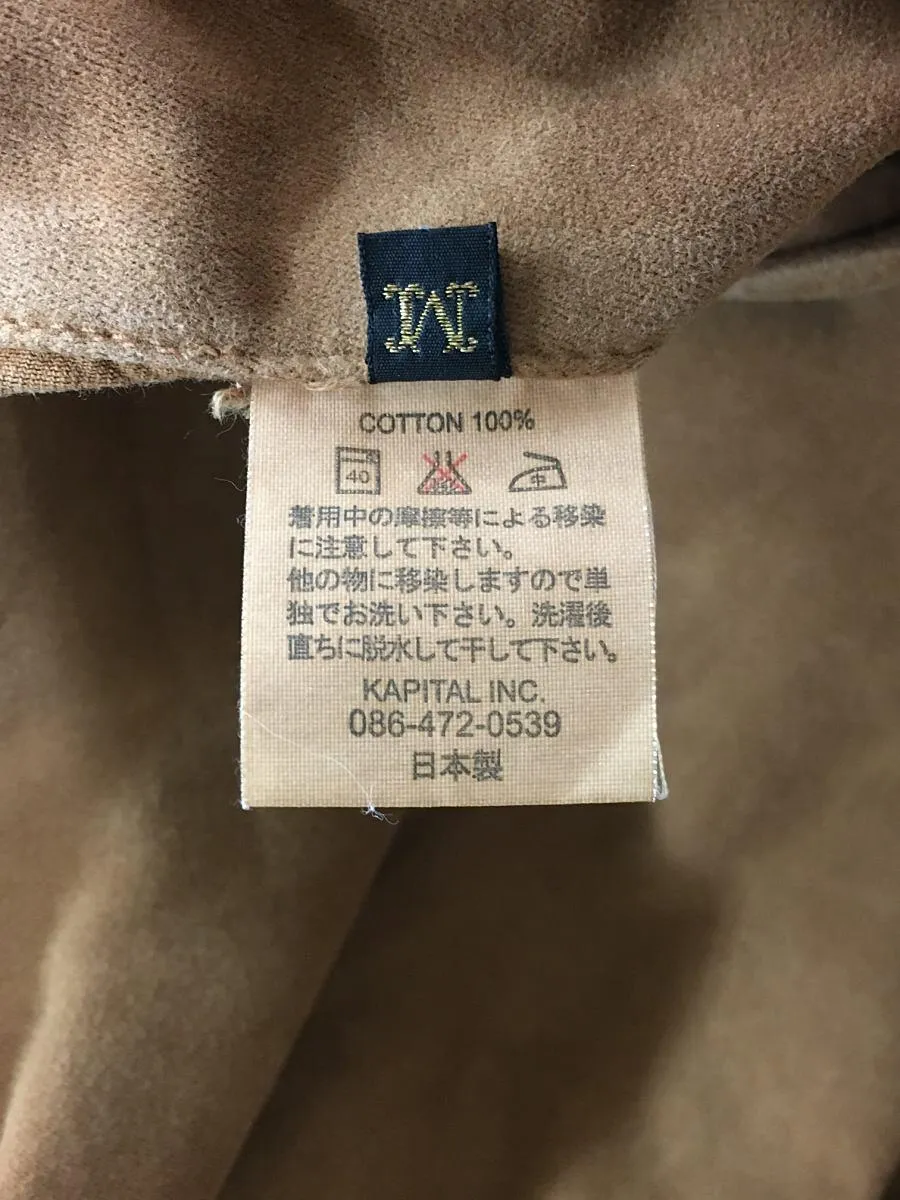 M
COTTON 100%
40
中
着用中の摩擦等による移染
に注意して下さい。
他の物に移染しますので単
独でお洗い下さい。洗濯後
直ちに脱水して干して下さい。
KAPITAL INC.
086-472-0539
日本製